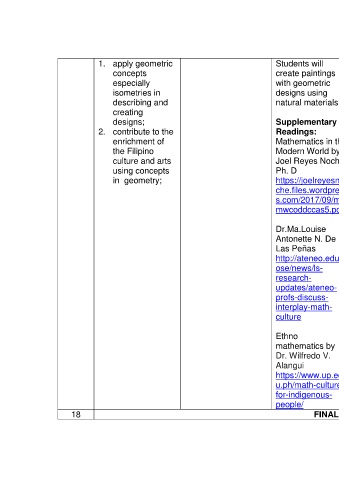 1. apply geometric
concepts
especially
isometries in
describing and
creating
designs;
2. contribute to the
enrichment of
the Filipino
culture and arts
using concepts
in geometry;
Students will
create paintings
with geometric
designs using
natural materials
Supplementary
Readings:
Mathematics in th
Modern World by
Joel Reyes Noch
Ph. D
https://joelreyesn
che.files.wordpre
s.com/2017/09/m
mwcoddccas5.pd
Dr.Ma.Louise
Antonette N. De
Las Peñas
http://ateneo.edu
ose/news/ls-
research-
updates/ateneo-
profs-discuss-
interplay-math-
culture
Ethno
mathematics by
Dr. Wilfredo V.
Alangui
https://www.up.e
u.ph/math-culture
for-indigenous-
people/
18 FINAL